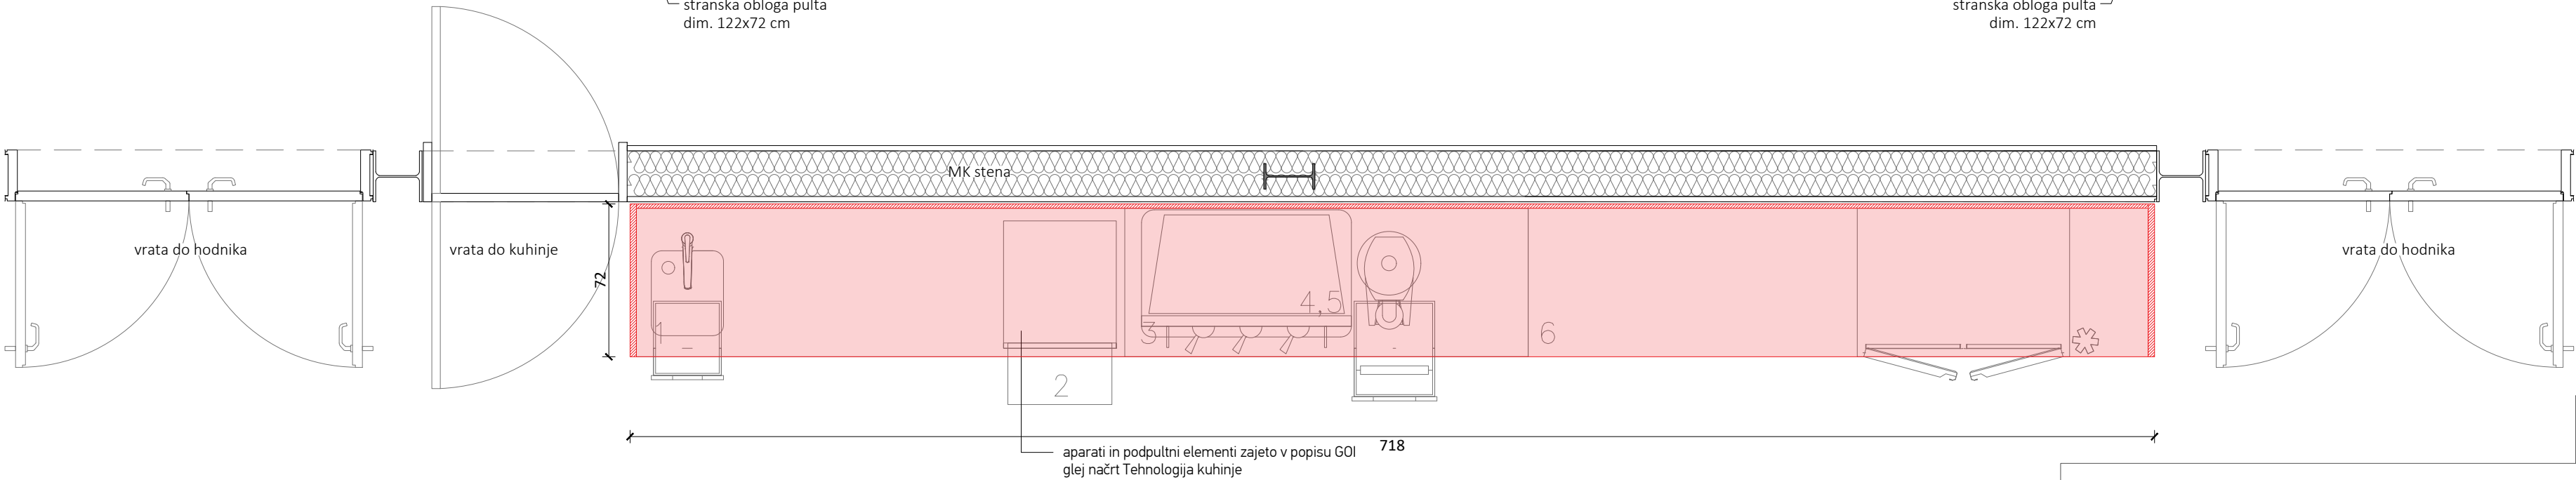 stranska obloga pulta
dim. 122x72 cm
stranska obloga pulta
dim. 122x72 cm
MK stena
vrata do hodnika
vrata do kuhinje
vrata do hodnika
72
1
2
3
4,5
6
718
aparati in podpultni elementi zajeto v popisu GOI
glej načrt Tehnologija kuhinje